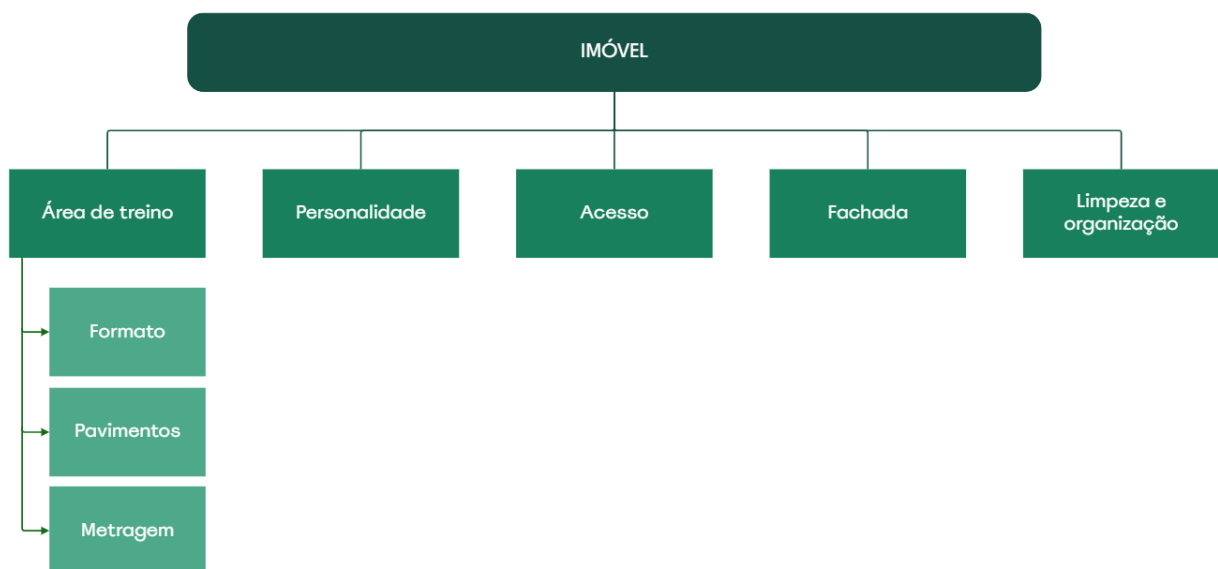 IMÓVEL
Área de treino
Personalidade
Acesso
Fachada
Limpeza e
organização
Formato
Pavimentos
Metragem